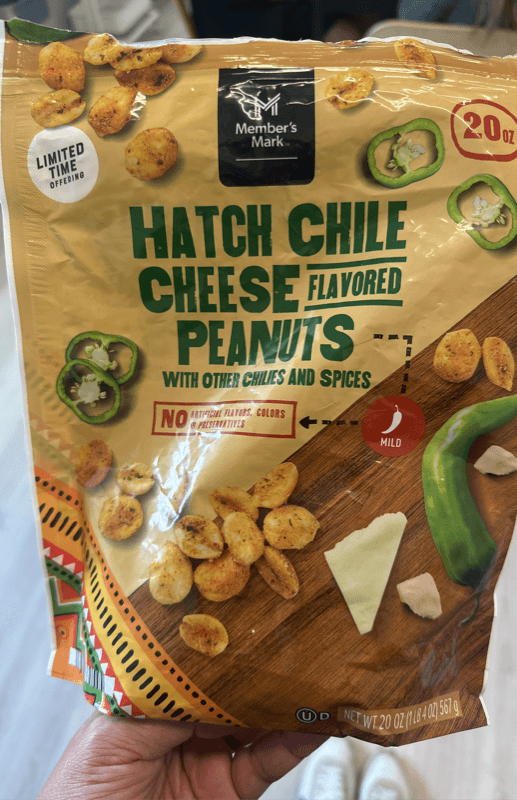 Member's
Mark
20 OZ
LIMITED
TIME
OFFERING
HATCH CHILE
CHEESE FLAVORED
PEANUTS
WITH OTHER CHILIES AND SPICES
NO ARTIFICIAL FLAVORS, COLORS
& PRESERVATIVES
MILD
U D NET WT 20 OZ (1 LB 4 OZ) 567 g